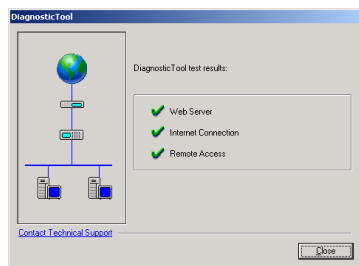 DiagnosticTool
DiagnosticTool test results:
Web Server
Internet Connection
Remote Access
Contact Technical Support
Close